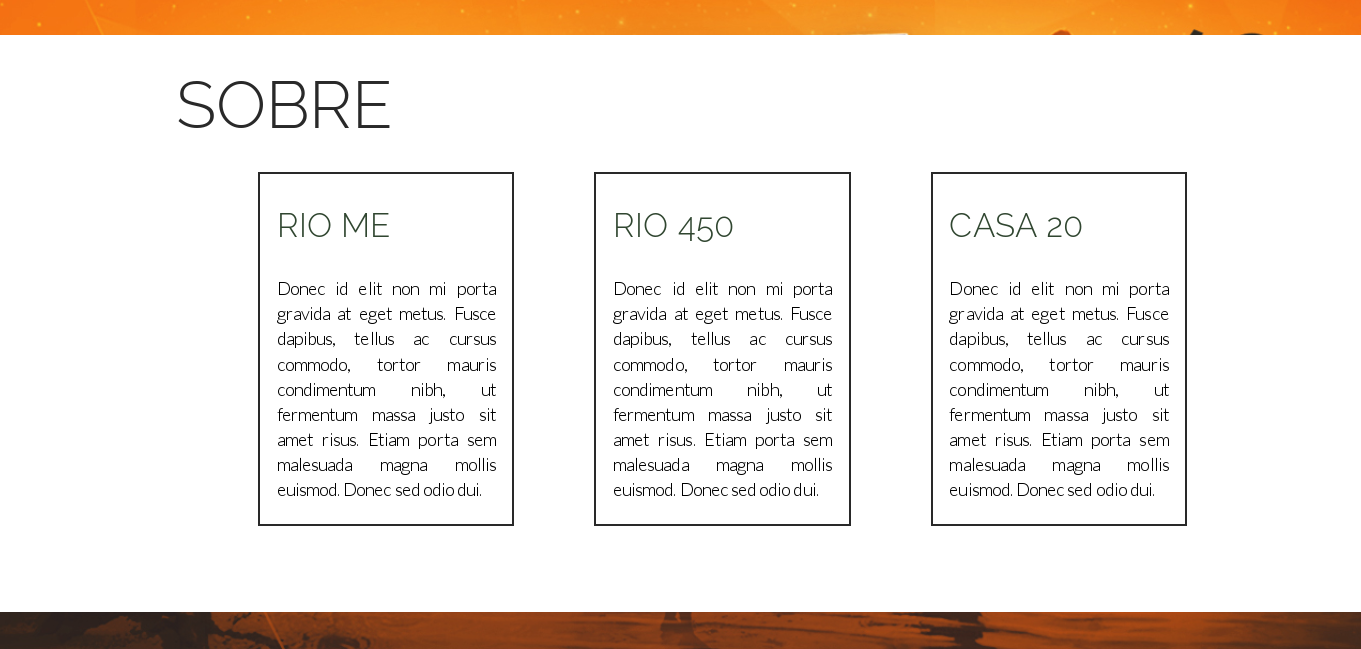 SOBRE
RIO ME
Donec id elit non mi porta
gravida at eget metus. Fusce
dapibus, tellus ac cursus
commodo, tortor mauris
condimentum nibh, ut
fermentum massa justo sit
amet risus. Etiam porta sem
malesuada magna mollis
euismod. Donec sed odio dui.
RIO 450
Donec id elit non mi porta
gravida at eget metus. Fusce
dapibus, tellus ac cursus
commodo, tortor mauris
condimentum nibh, ut
fermentum massa justo sit
amet risus. Etiam porta sem
malesuada magna mollis
euismod. Donec sed odio dui.
CASA 20
Donec id elit non mi porta
gravida at eget metus. Fusce
dapibus, tellus ac cursus
commodo, tortor mauris
condimentum nibh, ut
fermentum massa justo sit
amet risus. Etiam porta sem
malesuada magna mollis
euismod. Donec sed odio dui.